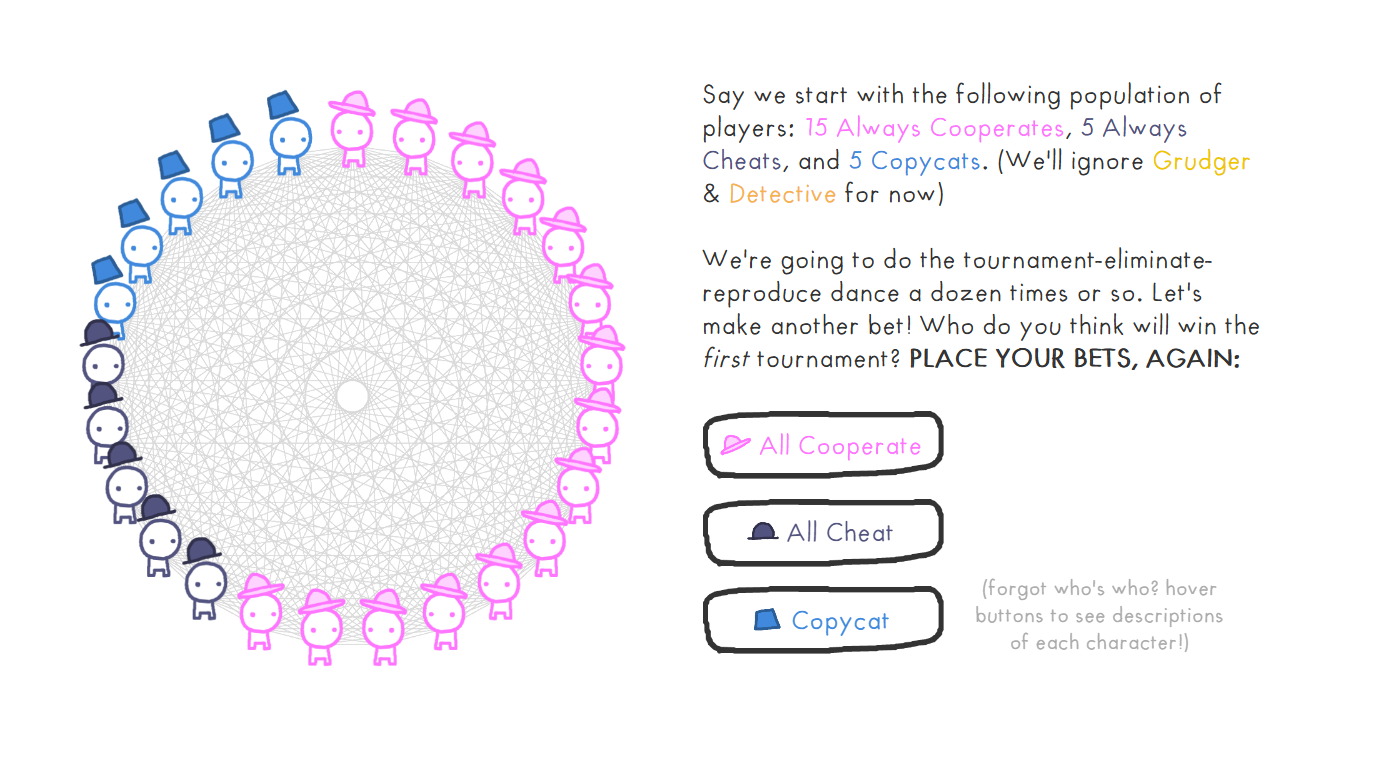 Say we start with the following population of
players: 15 Always Cooperates, 5 Always
Cheats, and 5 Copycats. (We'll ignore Grudger
& Detective for now)
We're going to do the tournament-eliminate-
reproduce dance a dozen times or so. Let's
make another bet! Who do you think will win the
first tournament? PLACE YOUR BETS, AGAIN:
All Cooperate
All Cheat
Copycat
(forgot who's who? hover
buttons to see descriptions
of each character!)